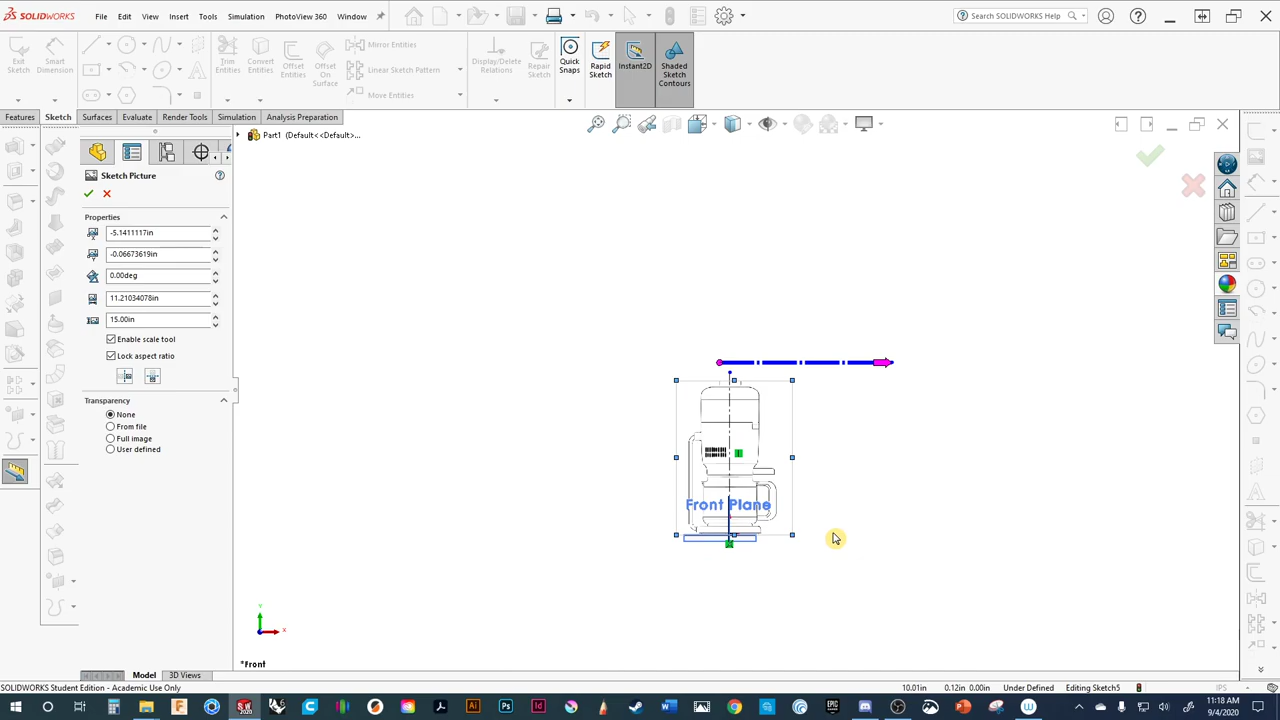 SOLIDWORKS File Edit View Insert Tools Simulation PhotoView 360 Window Search SOLIDWORKS Help
Exit Sketch Smart Dimension Trim Entities Convert Entities Offset Entities Offset On Surface Mirror Entities Linear Sketch Pattern Move Entities Display/Delete Relations Repair Sketch Quick Snaps Rapid Sketch Instant2D Shaded Sketch Contours
Features Sketch Surfaces Evaluate Render Tools Simulation Analysis Preparation
Part1 (Default<<Default>...
Sketch Picture
Properties
-5.1411117in
-0.06673619in
0.00deg
11.21034078in
15.00in
Enable scale tool
Lock aspect ratio
Transparency
None
From file
Full image
User defined
Front Plane
Y
X
*Front
Model 3D Views
SOLIDWORKS Student Edition - Academic Use Only 10.01in 0.12in 0.00in Under Defined Editing Sketch5 IPS
11:18 AM
9/4/2020